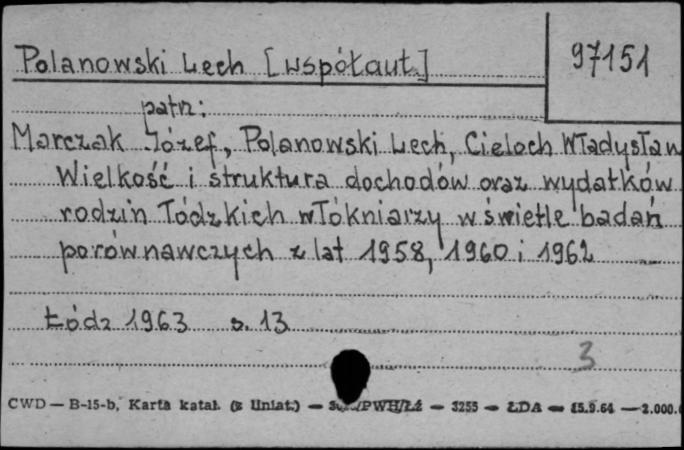 Polanowski Lech [współaut.]
97151
patrz:
Marczak Józef, Polanowski Lech, Cieloch Władysław
Wielkość i struktura dochodów oraz wydatków
rodzin łódzkich włókniarzy w świetle badań
porównawczych z lat 1958, 1960 i 1962
Łódz 1963 s. 13
3
CWD — B-15-b, Karta katal. (z Uniat.) — /PWH/Łź — 3255 — ŁDA — 15.9.64 — 2.000.